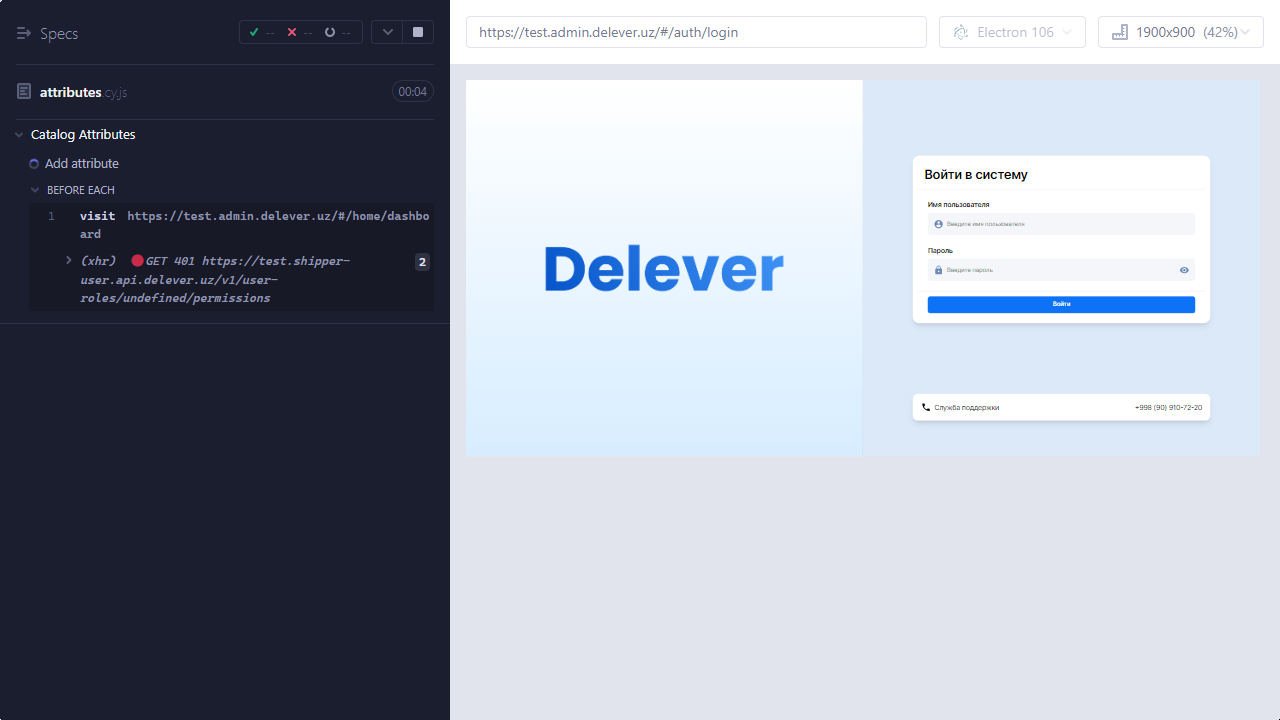 Specs
--
--
--
https://test.admin.delever.uz/#/auth/login
Electron 106
1900x900 (42%)
attributes.cy.js
00:04
Catalog Attributes
Add attribute
BEFORE EACH
1 visit https://test.admin.delever.uz/#/home/dashbo
ard
(xhr) GET 401 https://test.shipper-
user.api.delever.uz/v1/user-
roles/undefined/permissions
2
Delever
Войти в систему
Имя пользователя
Введите имя пользователя
Пароль
Введите пароль
Войти
Служба поддержки
+998 (90) 910-72-20